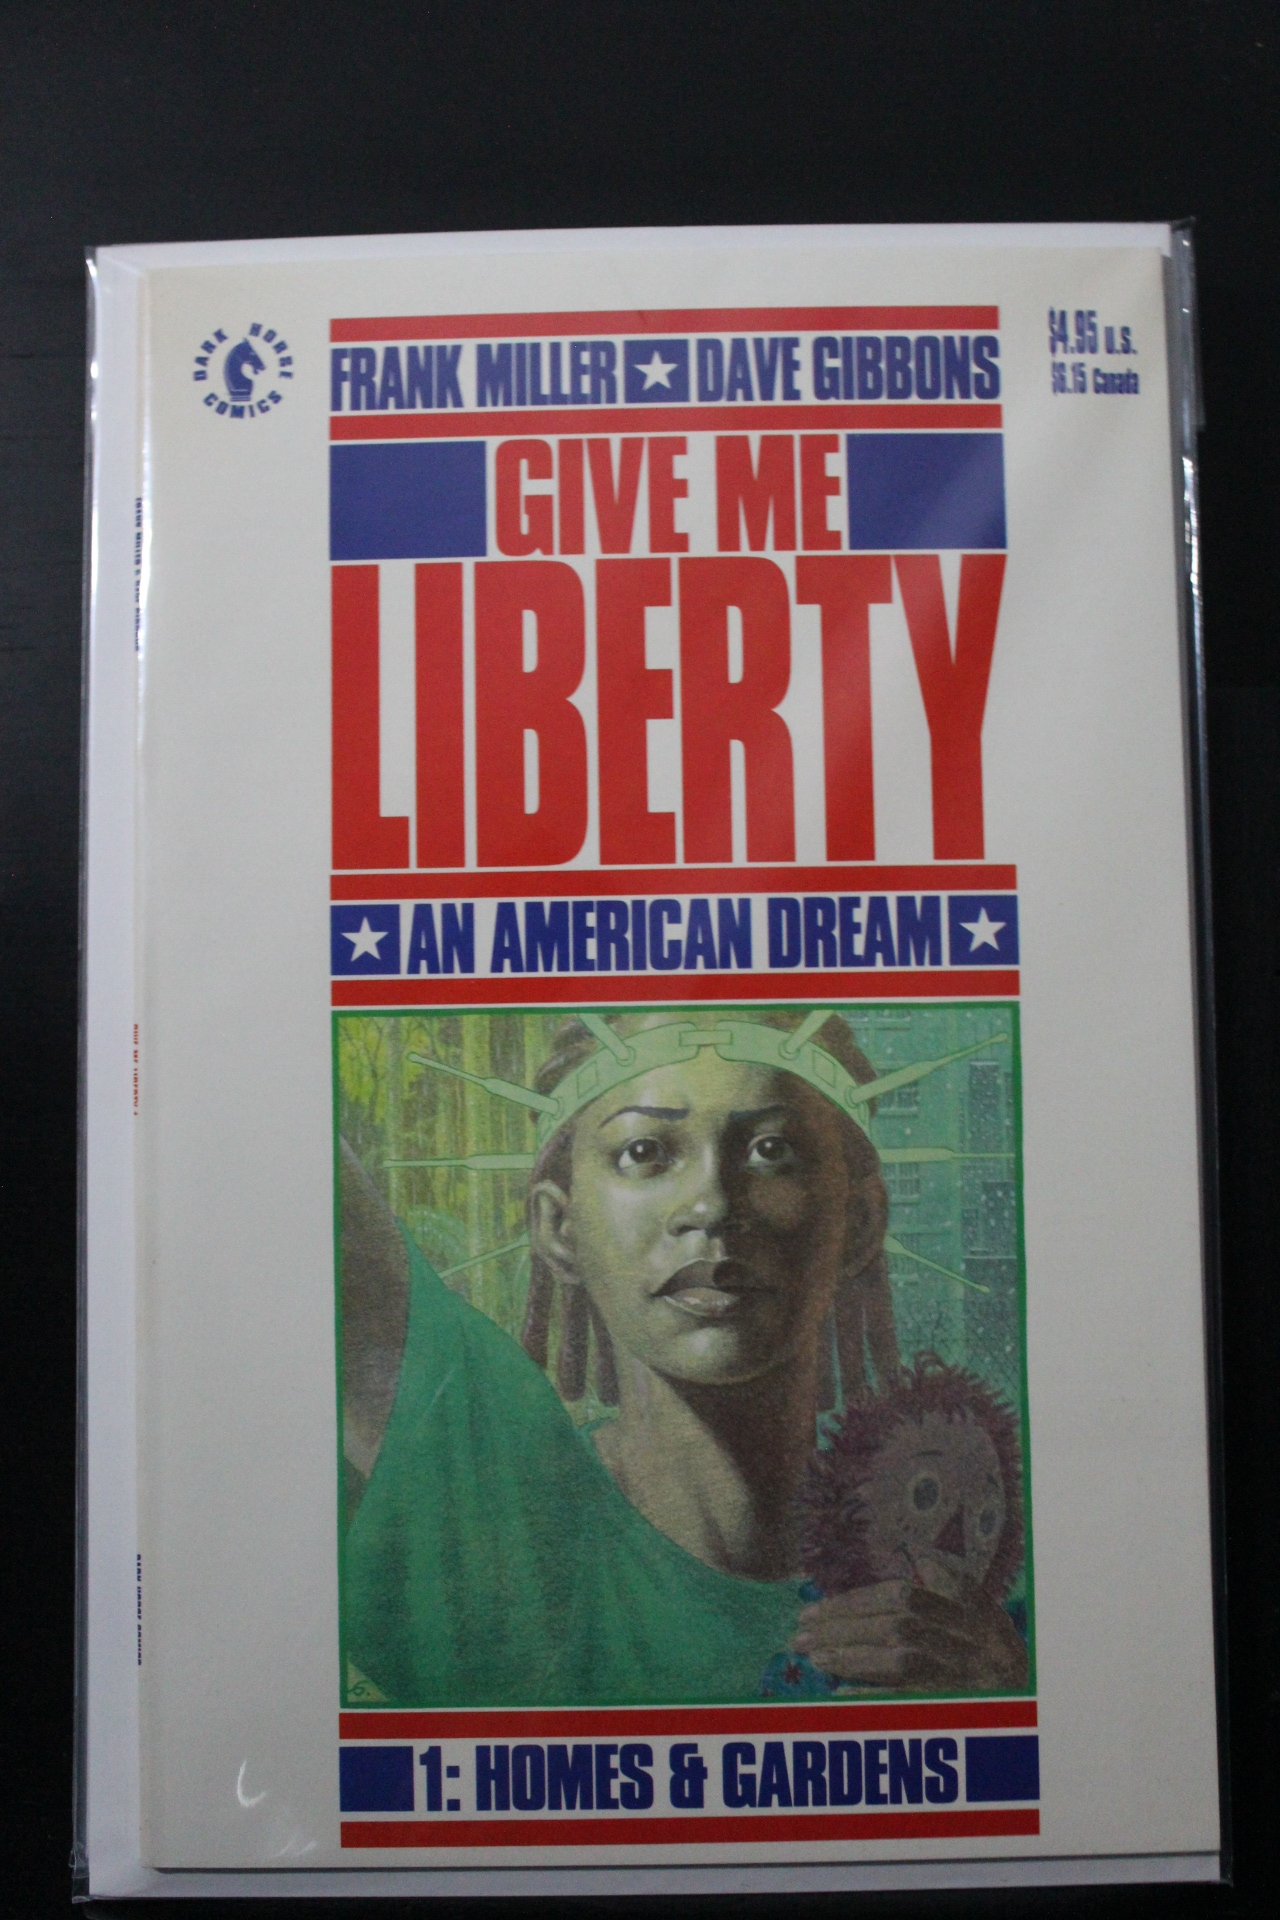 DARK HORSE
COMICS
FRANK MILLER ★ DAVE GIBBONS
$4.95 U.S.
$6.15 Canada
GIVE ME
LIBERTY
★ AN AMERICAN DREAM ★
1: HOMES & GARDENS